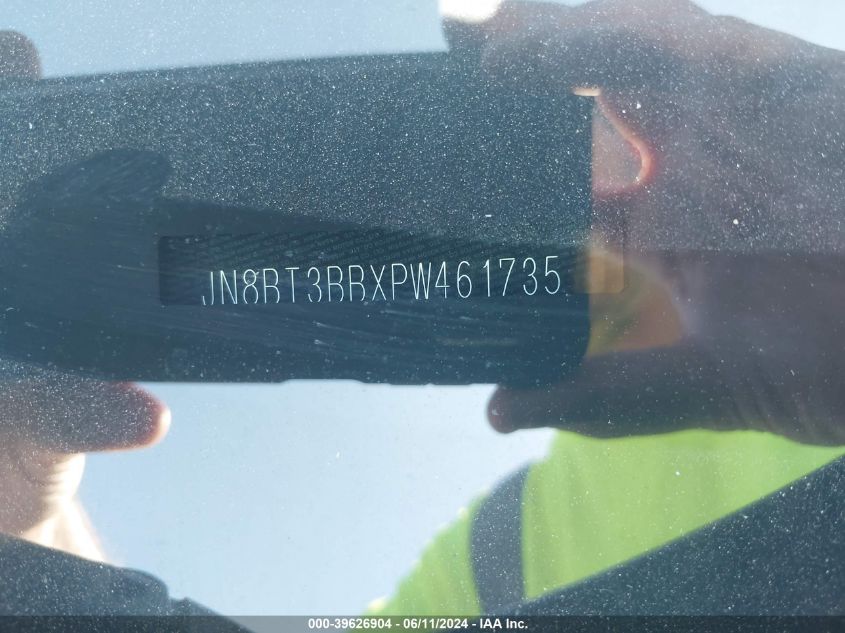 JN8BT3BBXPW461735
000-39626904 - 06/11/2024 - IAA Inc.